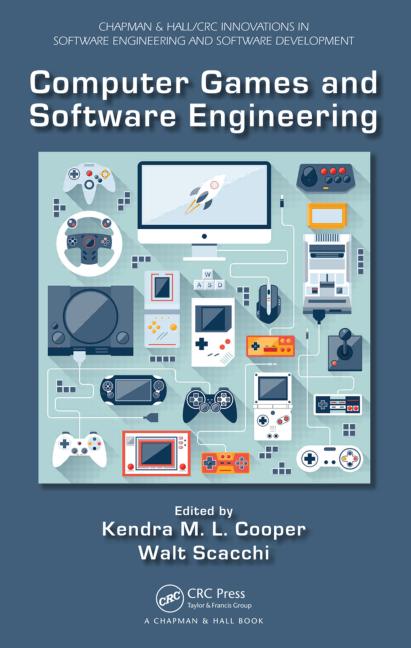 CHAPMAN & HALL/CRC INNOVATIONS IN
SOFTWARE ENGINEERING AND SOFTWARE DEVELOPMENT
Computer Games and
Software Engineering
W
A S D
Edited by
Kendra M. L. Cooper
Walt Scacchi
CRC CRC Press
Taylor & Francis Group
A CHAPMAN & HALL BOOK